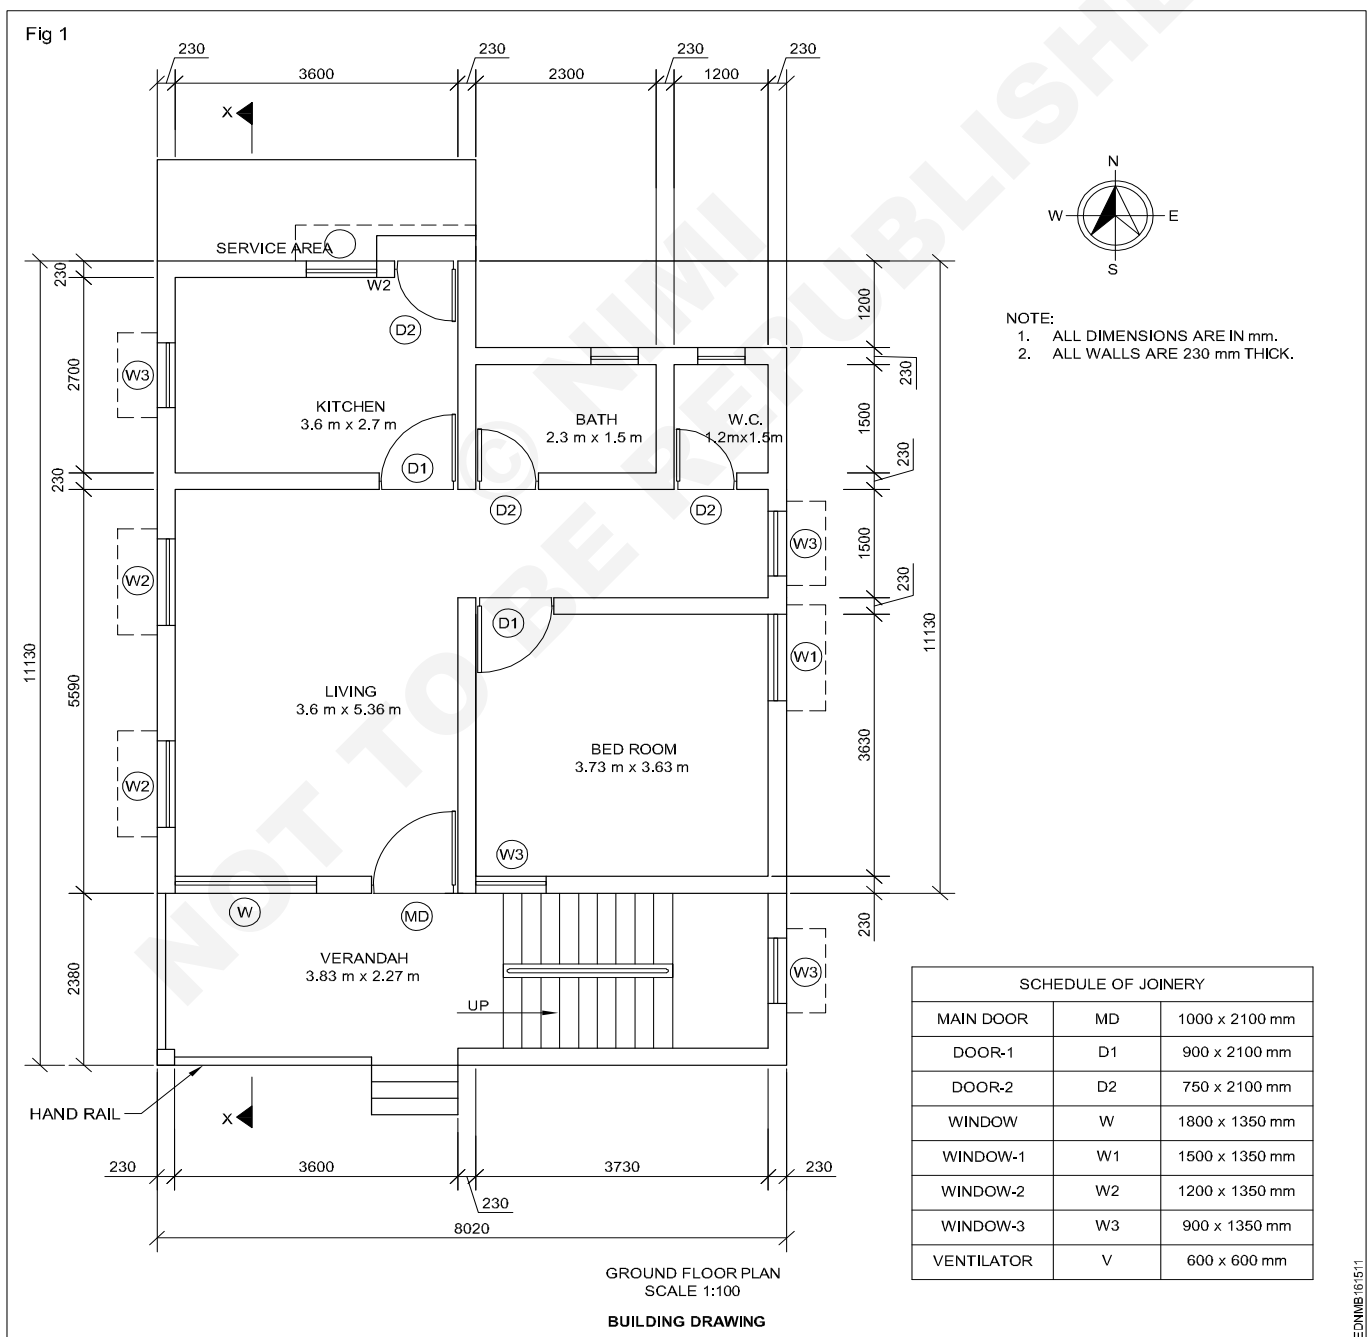 Fig 1
230
230
230
230
3600
2300
1200
X
N
W
E
S
SERVICE AREA
W2
D2
230
1200
NOTE:
1. ALL DIMENSIONS ARE IN mm.
2. ALL WALLS ARE 230 mm THICK.
2700
W3
230
KITCHEN
3.6 m x 2.7 m
BATH
2.3 m x 1.5 m
W.C.
1.2mx1.5m
1500
D1
230
230
D2
D2
W3
1500
W2
230
D1
11130
11130
W1
5590
LIVING
3.6 m x 5.36 m
BED ROOM
3.73 m x 3.63 m
3630
W2
W3
W
MD
230
VERANDAH
3.83 m x 2.27 m
2380
W3
UP
HAND RAIL
X
SCHEDULE OF JOINERY
MAIN DOOR MD 1000 x 2100 mm
DOOR-1 D1 900 x 2100 mm
DOOR-2 D2 750 x 2100 mm
WINDOW W 1800 x 1350 mm
WINDOW-1 W1 1500 x 1350 mm
WINDOW-2 W2 1200 x 1350 mm
WINDOW-3 W3 900 x 1350 mm
VENTILATOR V 600 x 600 mm
230
3600
3730
230
230
8020
GROUND FLOOR PLAN
SCALE 1:100
BUILDING DRAWING
EDNMB161511
© NIMI
NOT TO BE REPUBLISHE